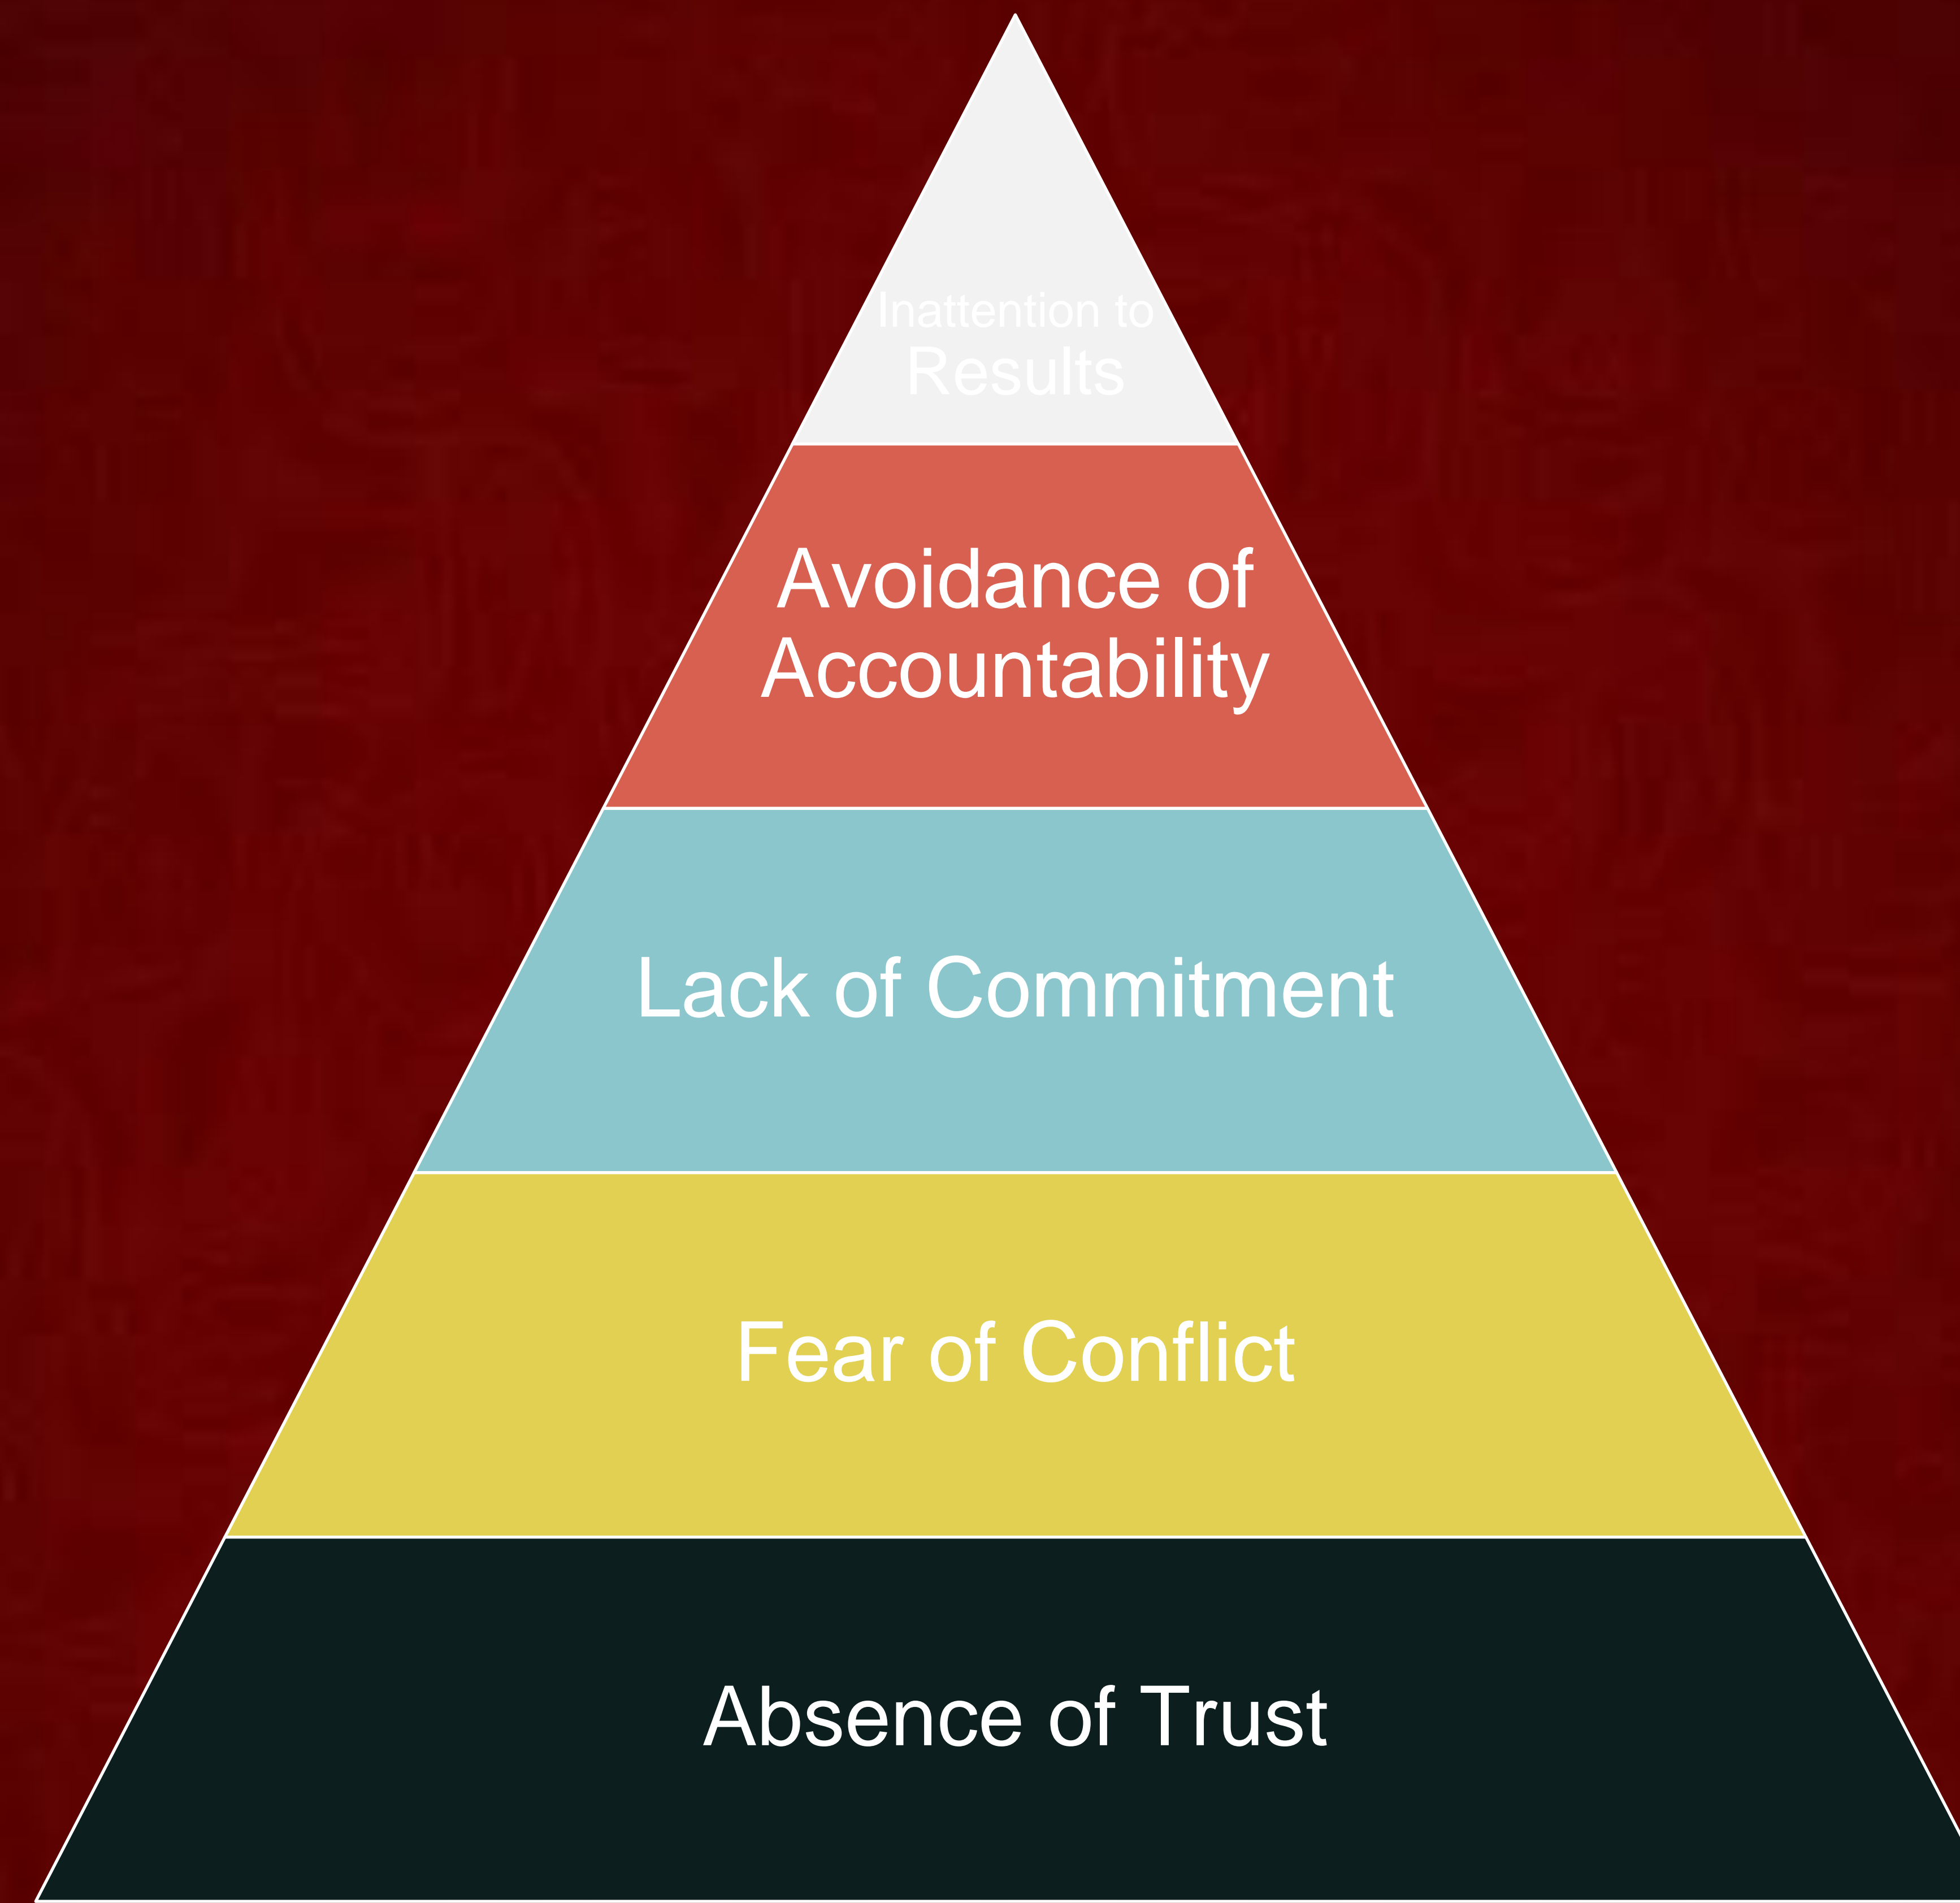 Inattention to
Results
Avoidance of
Accountability
Lack of Commitment
Fear of Conflict
Absence of Trust